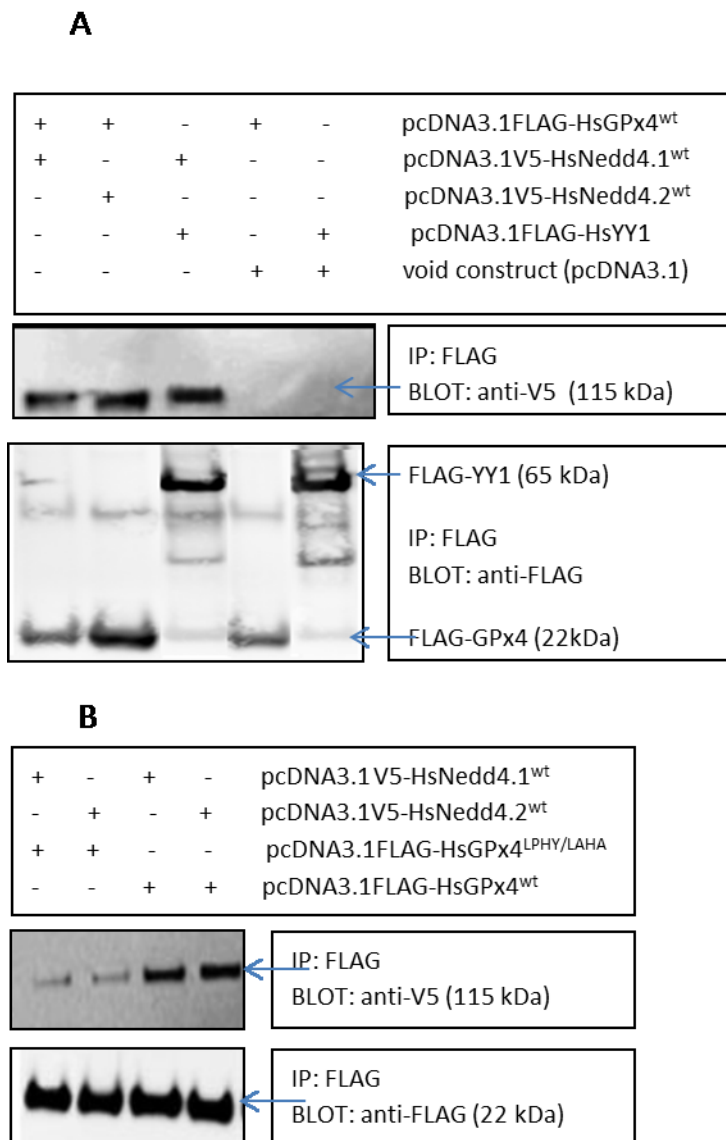 A
+ + - + - pcDNA3.1FLAG-HsGPx4wt
+ - + - - pcDNA3.1V5-HsNedd4.1wt
- + - - - pcDNA3.1V5-HsNedd4.2wt
- - + - + pcDNA3.1FLAG-HsYY1
- - - + + void construct (pcDNA3.1)
IP: FLAG
BLOT: anti-V5 (115 kDa)
FLAG-YY1 (65 kDa)
IP: FLAG
BLOT: anti-FLAG
FLAG-GPx4 (22kDa)
B
+ - + - pcDNA3.1V5-HsNedd4.1wt
- + - + pcDNA3.1V5-HsNedd4.2wt
+ + - - pcDNA3.1FLAG-HsGPx4LPHY/LAHA
- - + + pcDNA3.1FLAG-HsGPx4wt
IP: FLAG
BLOT: anti-V5 (115 kDa)
IP: FLAG
BLOT: anti-FLAG (22 kDa)